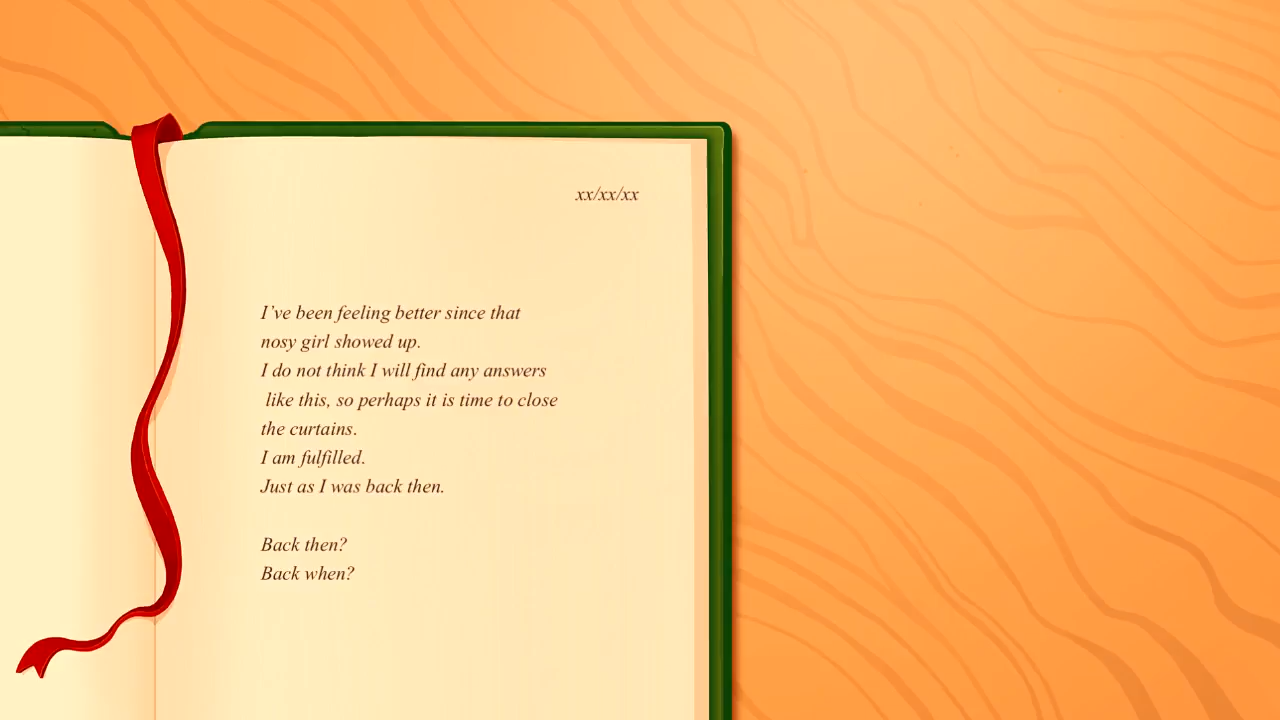 xx/xx/xx
I’ve been feeling better since that
nosy girl showed up.
I do not think I will find any answers
like this, so perhaps it is time to close
the curtains.
I am fulfilled.
Just as I was back then.
Back then?
Back when?